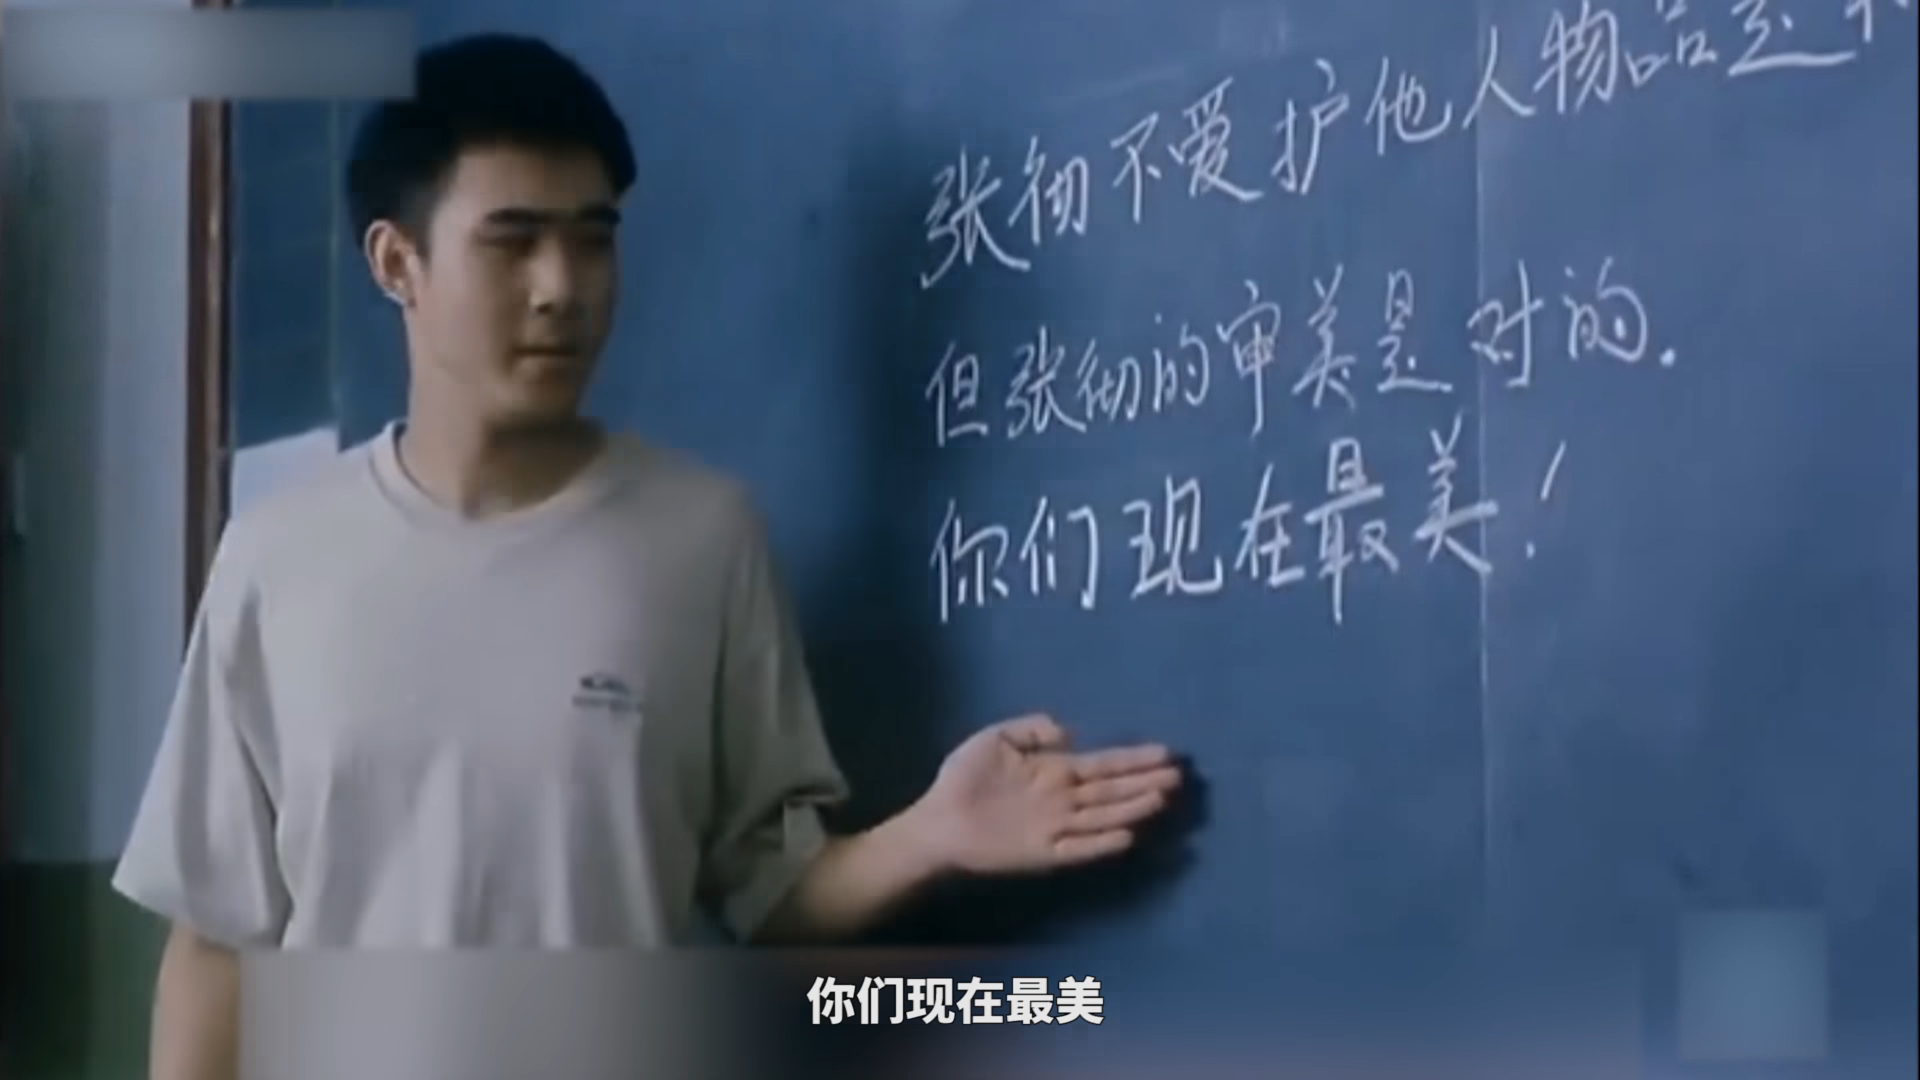 张彻不爱护他人物品是
但张彻的审美是对的.
你们现在最美!
你们现在最美